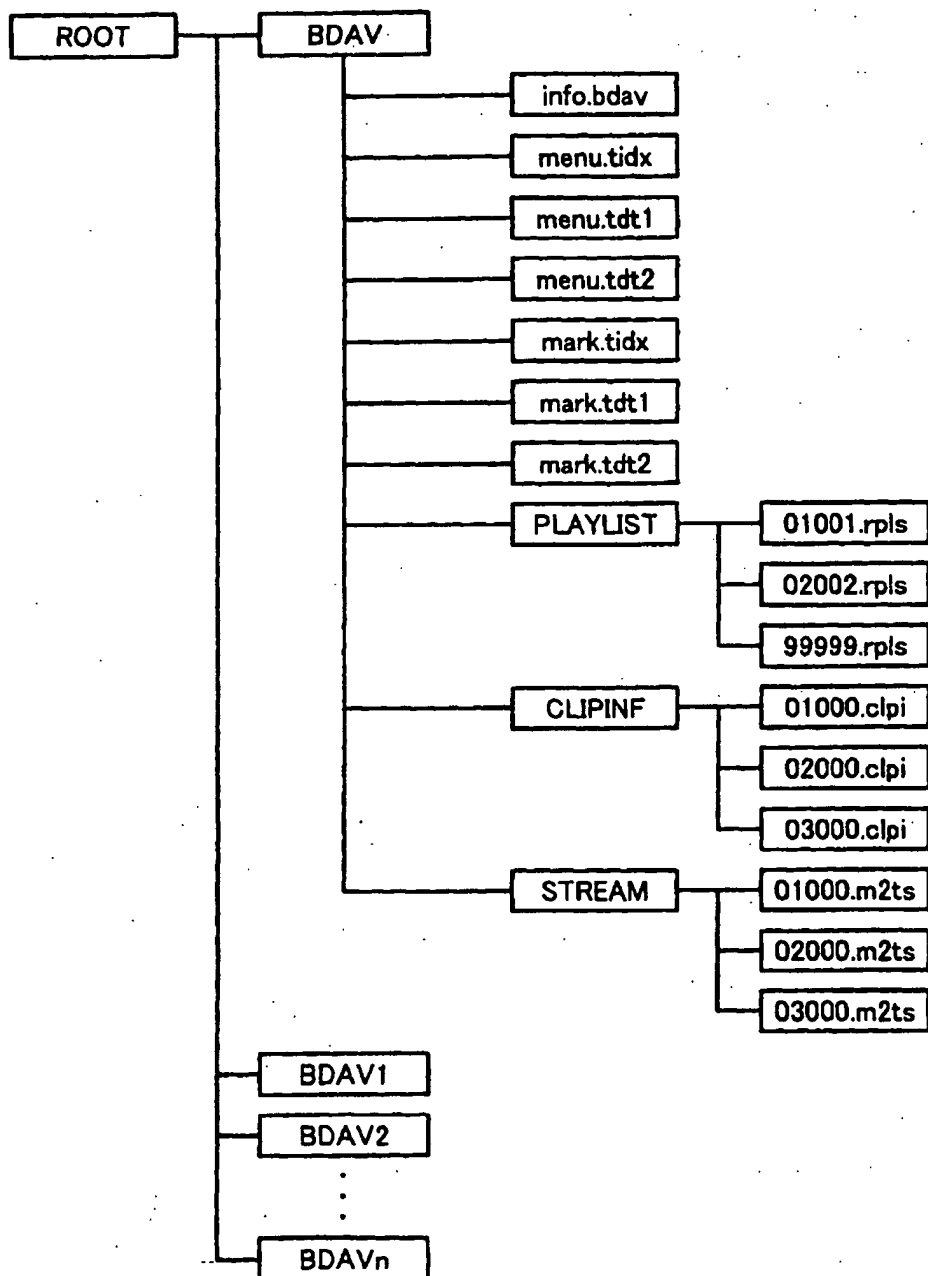 ROOT
BDAV
info.bdav
menu.tidx
menu.tdt1
menu.tdt2
mark.tidx
mark.tdt1
mark.tdt2
PLAYLIST
01001.rpls
02002.rpls
99999.rpls
CLIPINF
01000.clpi
02000.clpi
03000.clpi
STREAM
01000.m2ts
02000.m2ts
03000.m2ts
BDAV1
BDAV2
BDAVn